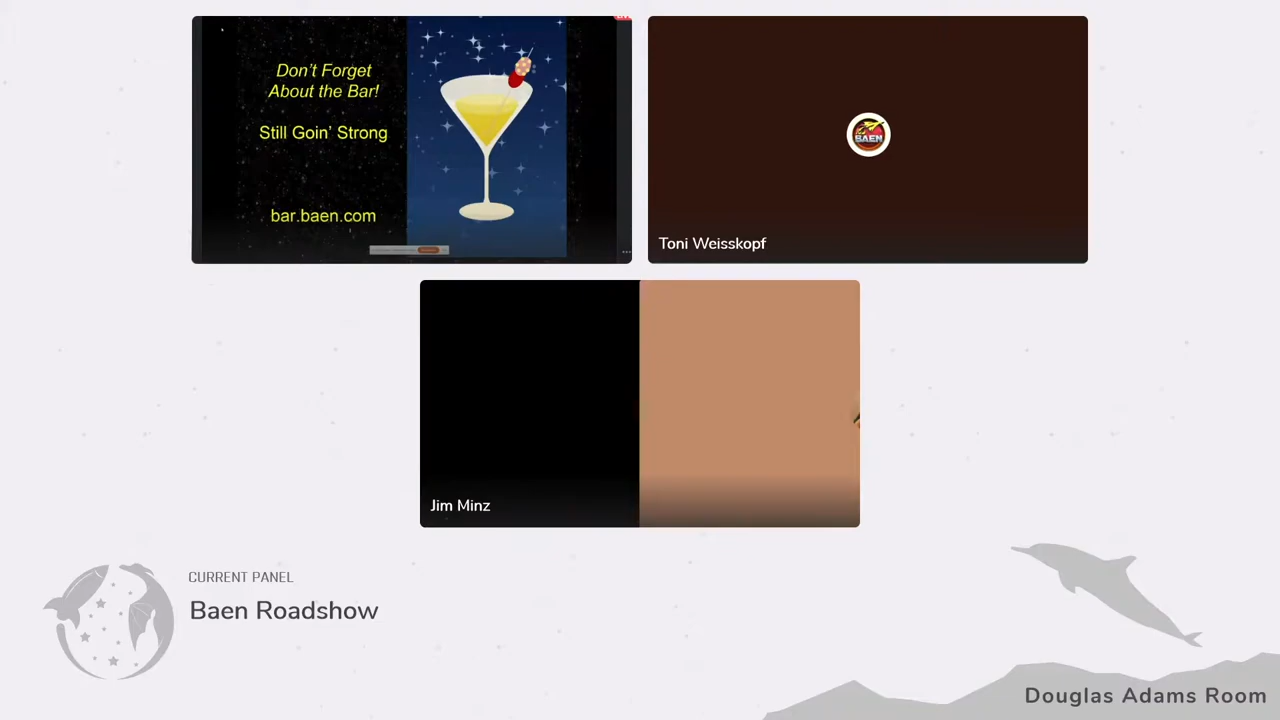 Don't Forget
About the Bar!
Still Goin' Strong
bar.baen.com
BAEN
Toni Weisskopf
Jim Minz
CURRENT PANEL
Baen Roadshow
Douglas Adams Room